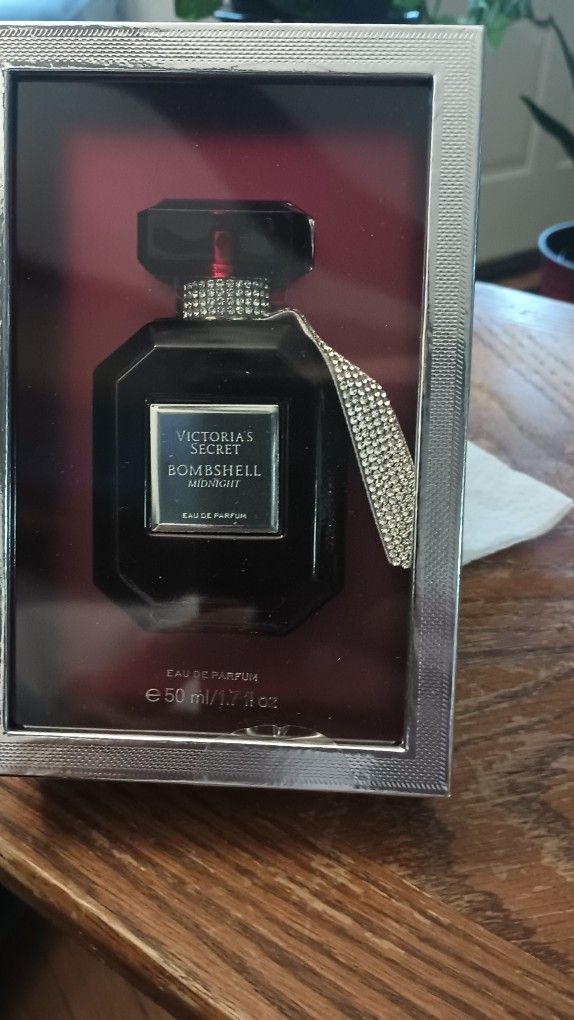 VICTORIA'S
SECRET
BOMBSHELL
MIDNIGHT
EAU DE PARFUM
EAU DE PARFUM
℮ 50 ml/1.7 fl oz